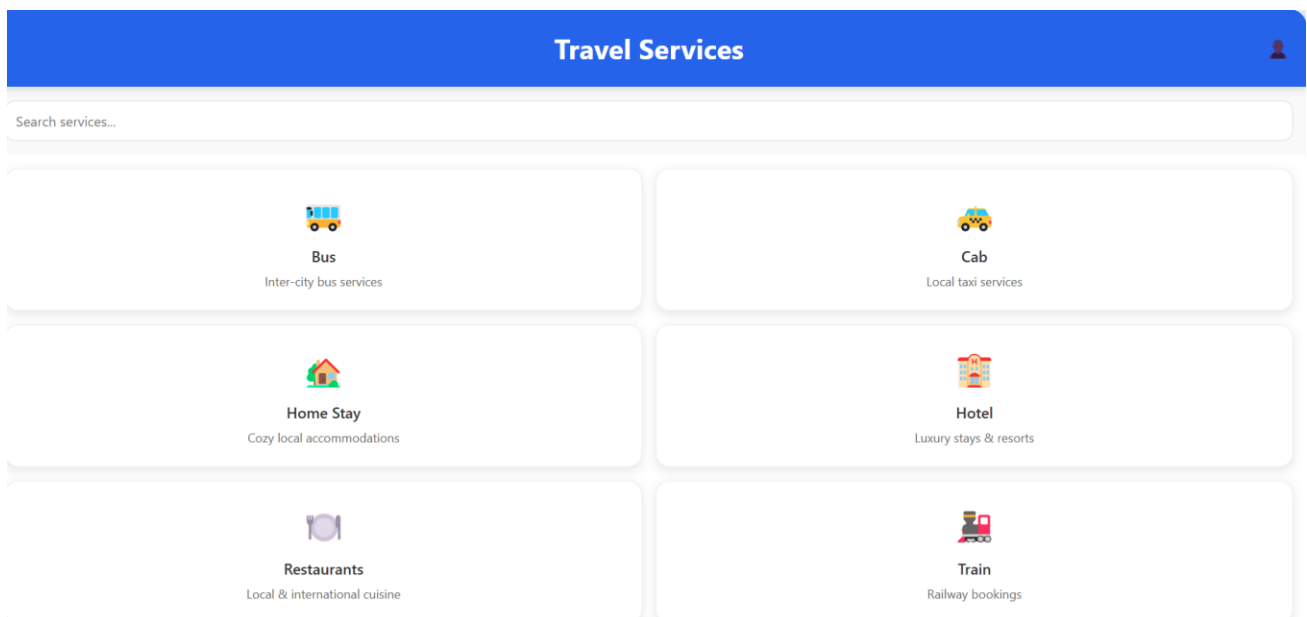 Travel Services
Search services...
Bus
Inter-city bus services
Cab
Local taxi services
Home Stay
Cozy local accommodations
H
Hotel
Luxury stays & resorts
Restaurants
Local & international cuisine
Train
Railway bookings